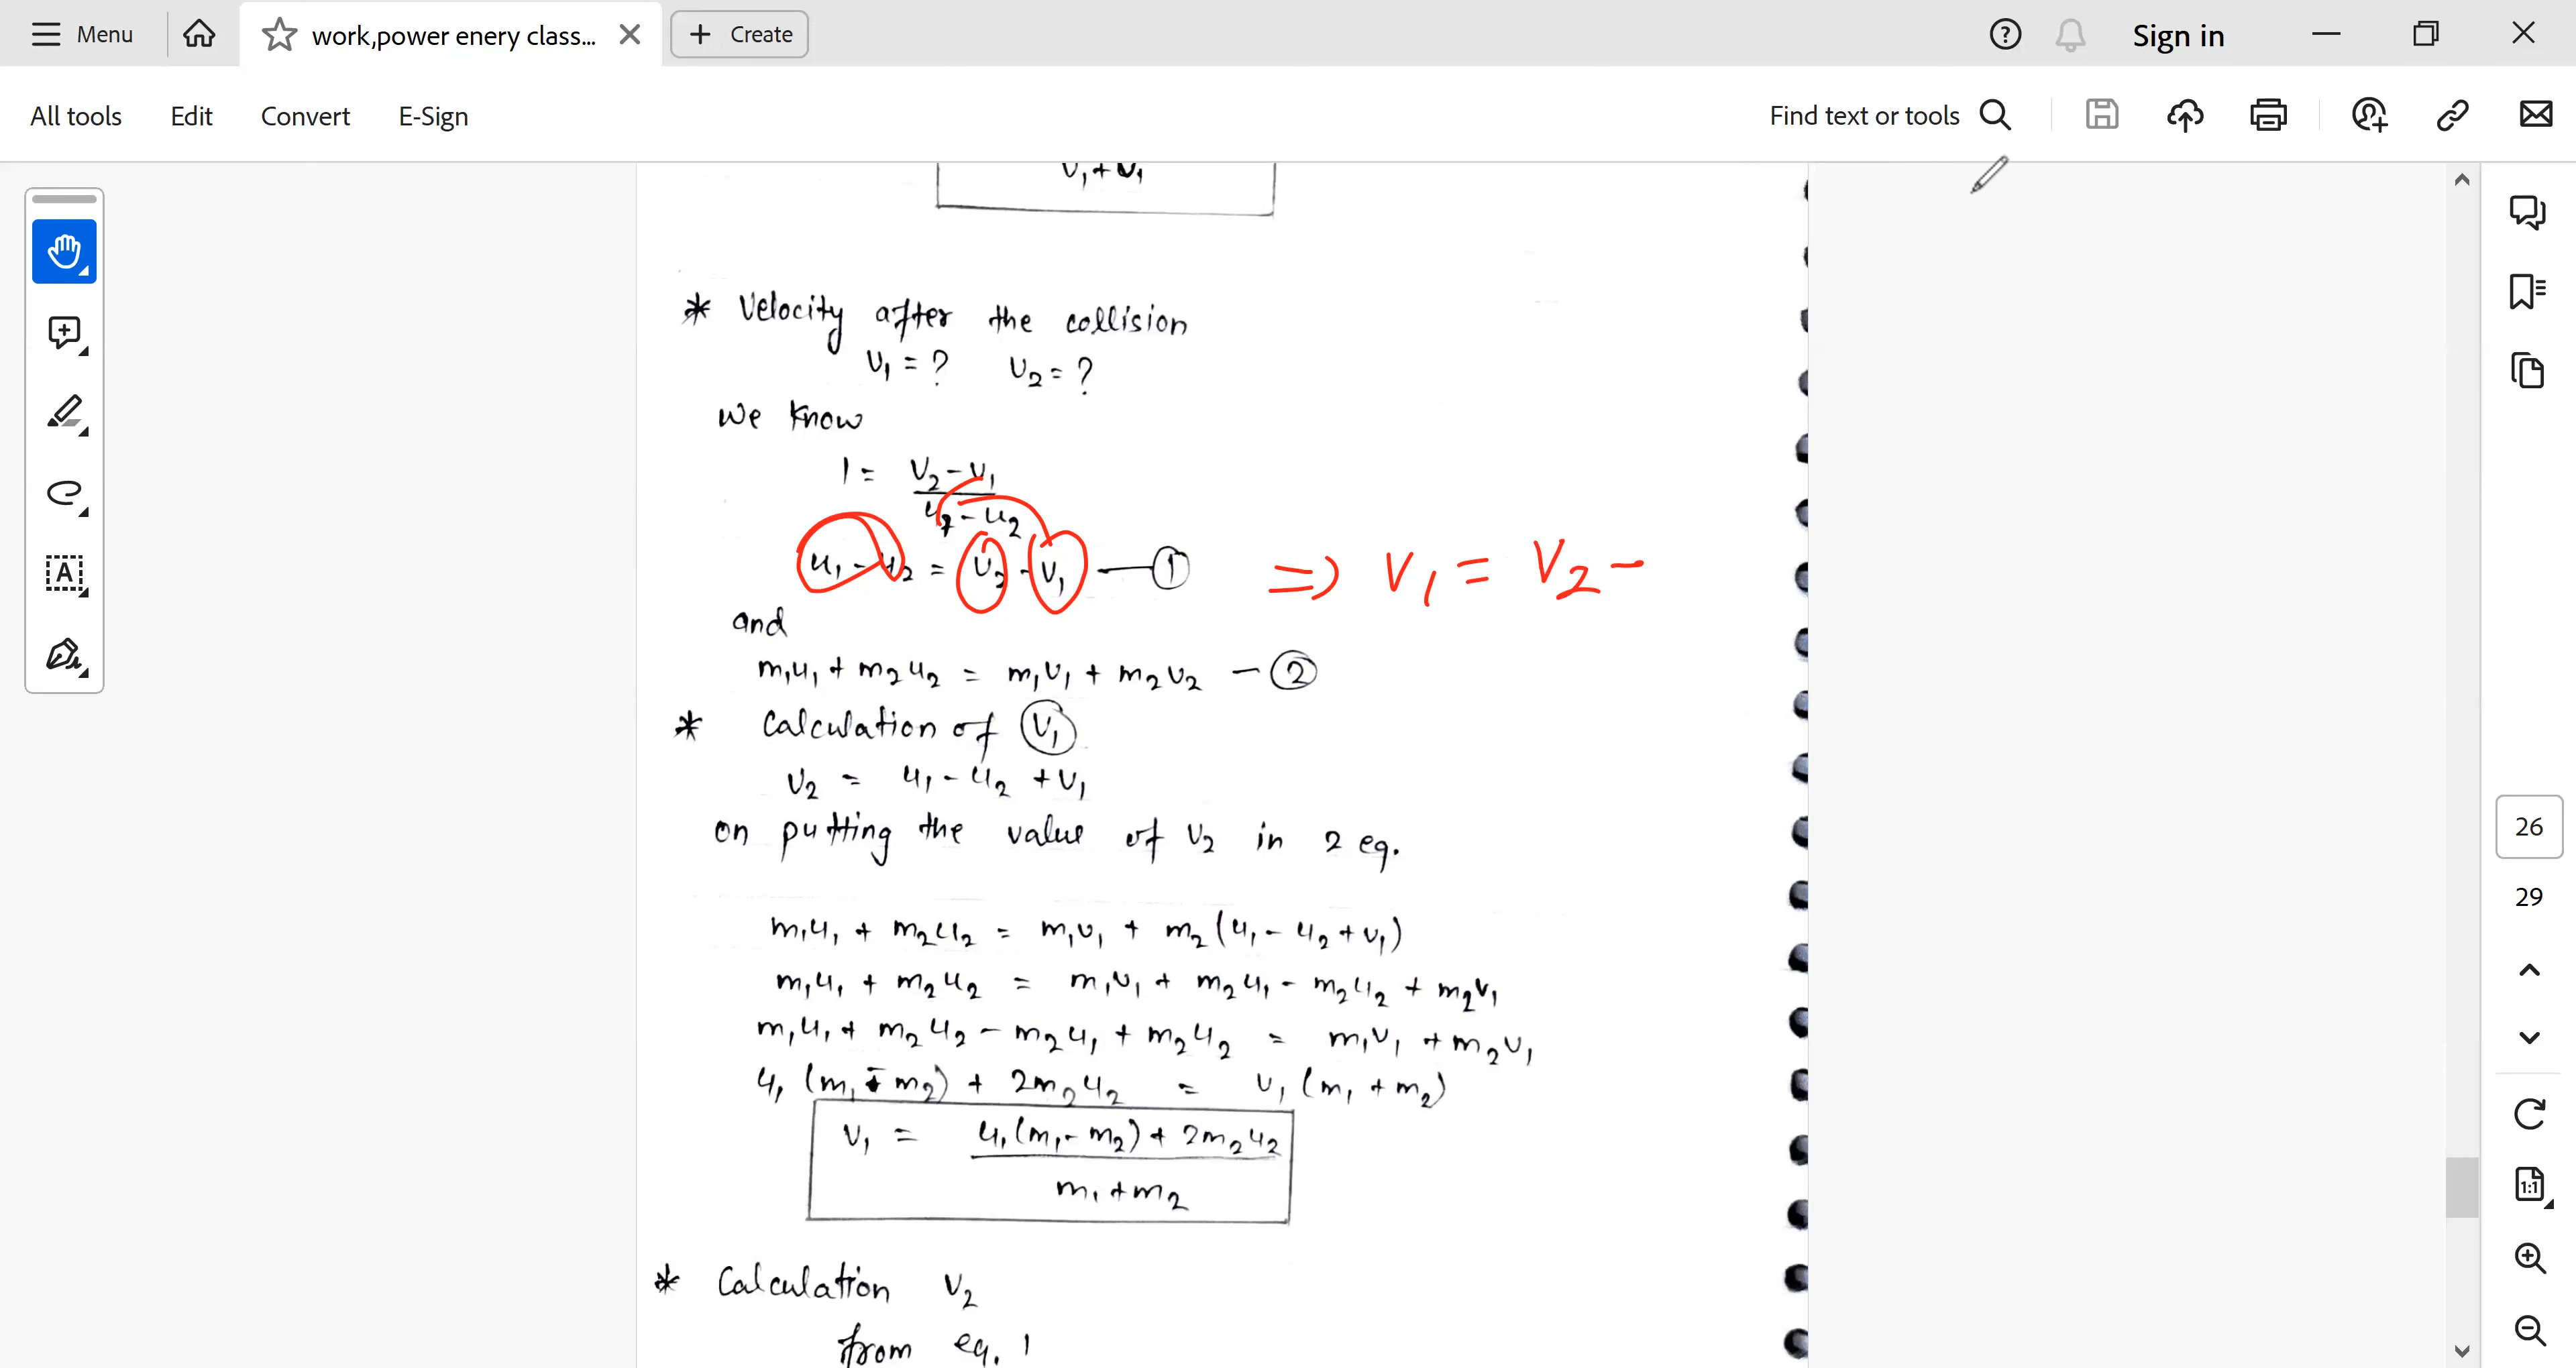 Menu work,power enery class... Create Sign in
All tools Edit Convert E-Sign Find text or tools
v₁+v₁
* Velocity after the collision
v₁ = ? v₂ = ?
We know
1 = (v₂ - v₁)/(u₁ - u₂)
u₁ - u₂ = v₂ - v₁ — ① ⇒ V₁ = V₂ -
and
m₁u₁ + m₂u₂ = m₁v₁ + m₂v₂ — ②
* Calculation of v₁
v₂ = u₁ - u₂ + v₁
on putting the value of v₂ in 2 eq.
m₁u₁ + m₂u₂ = m₁v₁ + m₂(u₁ - u₂ + v₁)
m₁u₁ + m₂u₂ = m₁v₁ + m₂u₁ - m₂u₂ + m₂v₁
m₁u₁ + m₂u₂ - m₂u₁ + m₂u₂ = m₁v₁ + m₂v₁
u₁(m₁ - m₂) + 2m₂u₂ = v₁(m₁ + m₂)
v₁ = (u₁(m₁ - m₂) + 2m₂u₂)/(m₁ + m₂)
* Calculation v₂
from eq. 1
26
29
1:1